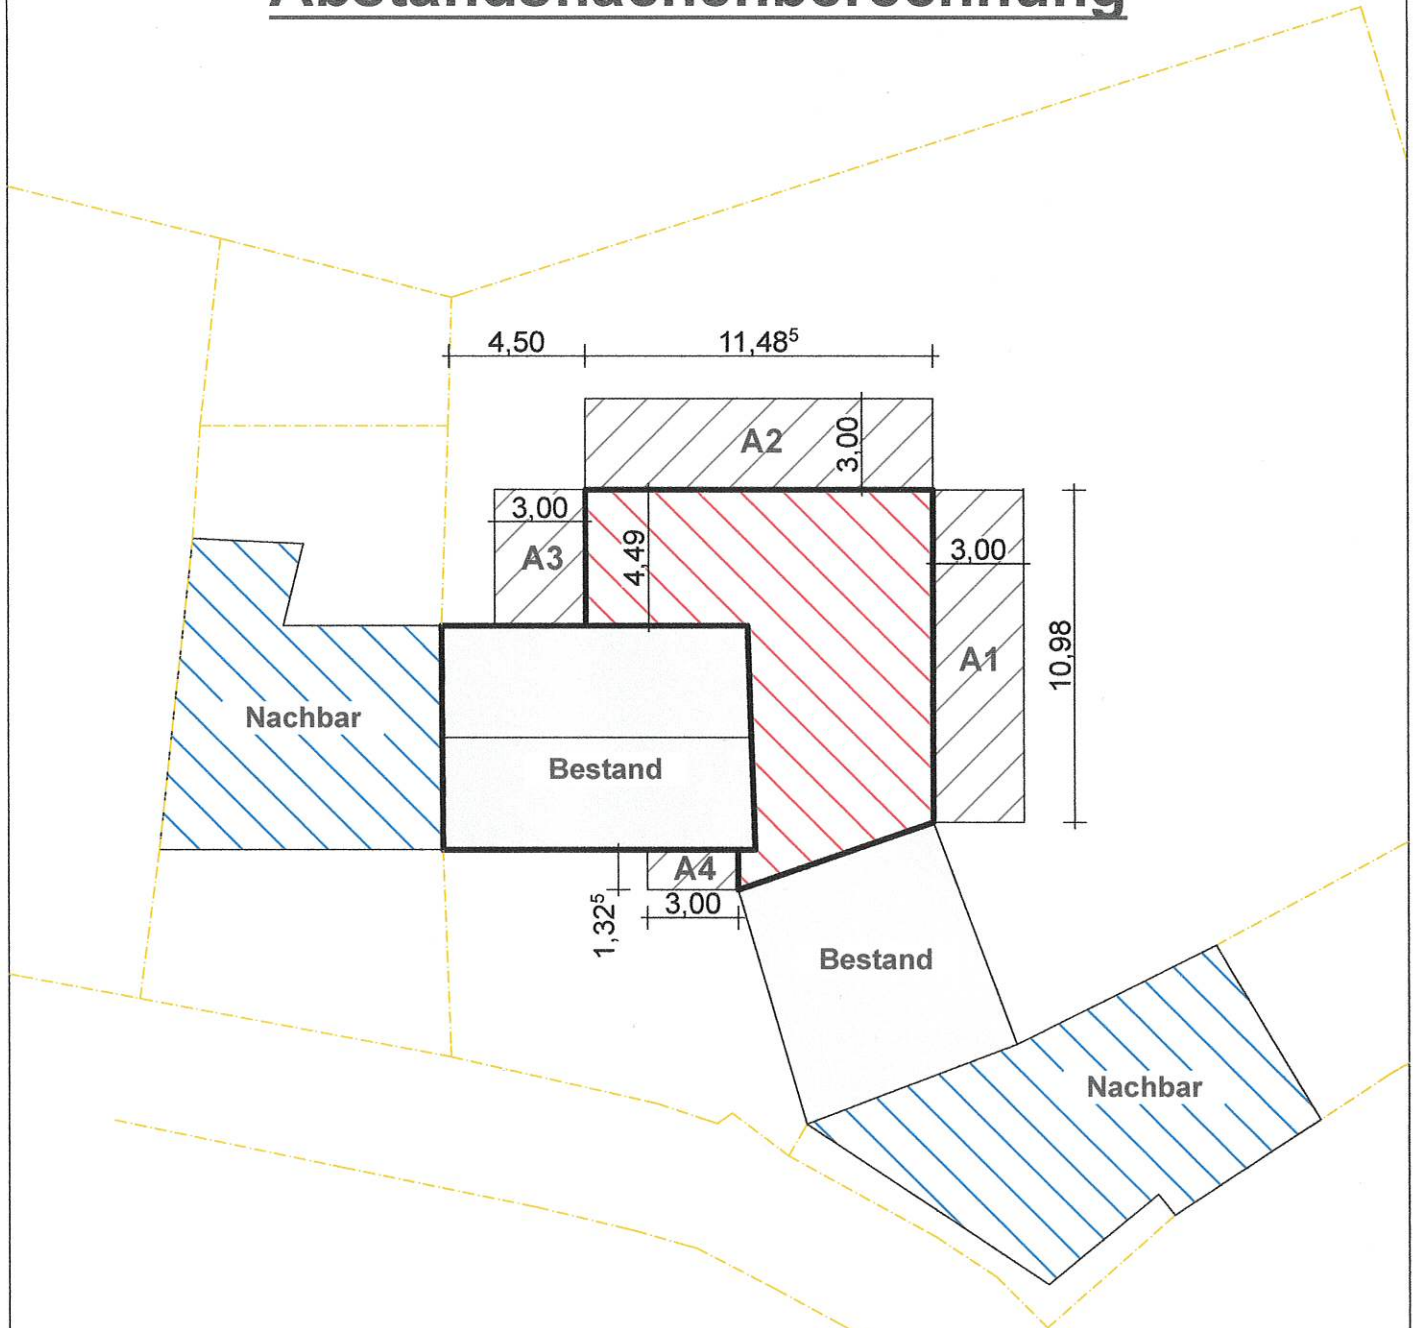 Abstandsflächenberechnung
4,50
11,48⁵
A2
3,00
3,00
A3
4,49
3,00
A1
10,98
Nachbar
Bestand
A4
3,00
1,32⁵
Bestand
Nachbar